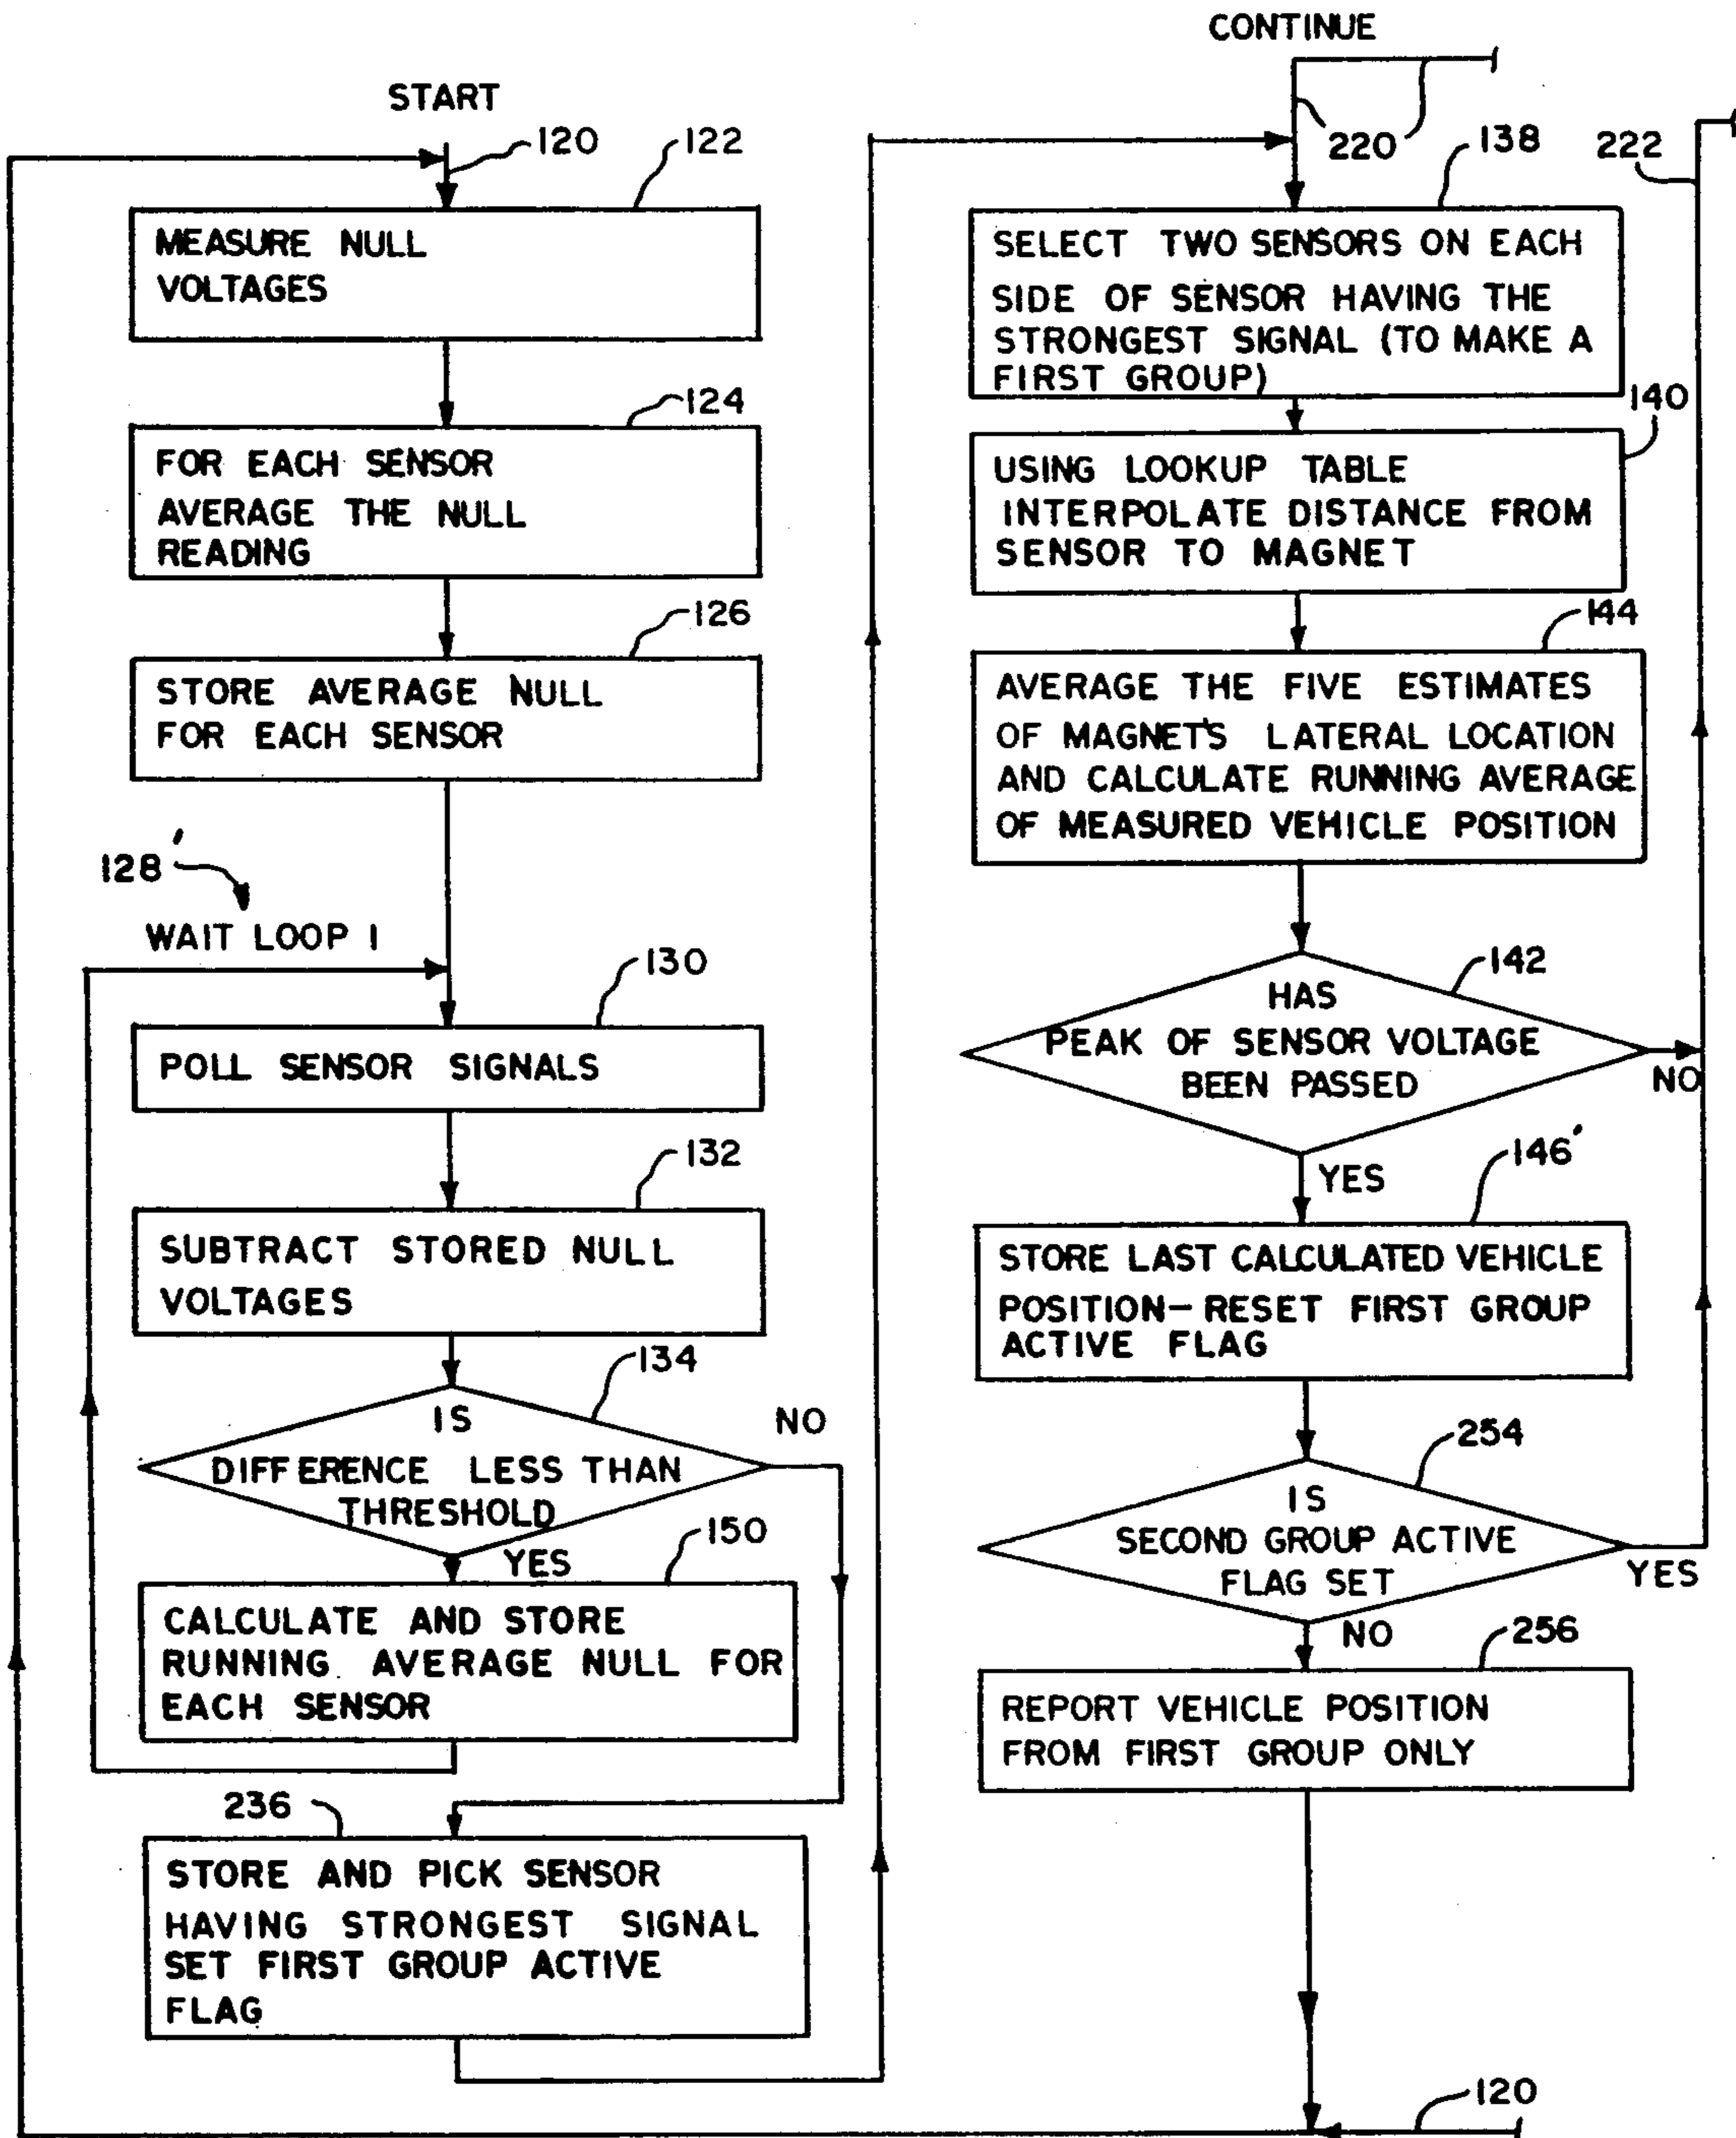 START
120
122
MEASURE NULL
VOLTAGES
124
FOR EACH SENSOR
AVERAGE THE NULL
READING
126
STORE AVERAGE NULL
FOR EACH SENSOR
128'
WAIT LOOP 1
130
POLL SENSOR SIGNALS
132
SUBTRACT STORED NULL
VOLTAGES
134
IS
DIFFERENCE LESS THAN
THRESHOLD
NO
YES
150
CALCULATE AND STORE
RUNNING AVERAGE NULL FOR
EACH SENSOR
236
STORE AND PICK SENSOR
HAVING STRONGEST SIGNAL
SET FIRST GROUP ACTIVE
FLAG
CONTINUE
220
138
222
SELECT TWO SENSORS ON EACH
SIDE OF SENSOR HAVING THE
STRONGEST SIGNAL (TO MAKE A
FIRST GROUP)
140
USING LOOKUP TABLE
INTERPOLATE DISTANCE FROM
SENSOR TO MAGNET
144
AVERAGE THE FIVE ESTIMATES
OF MAGNET'S LATERAL LOCATION
AND CALCULATE RUNNING AVERAGE
OF MEASURED VEHICLE POSITION
142
HAS
PEAK OF SENSOR VOLTAGE
BEEN PASSED
NO
YES
146'
STORE LAST CALCULATED VEHICLE
POSITION-RESET FIRST GROUP
ACTIVE FLAG
254
IS
SECOND GROUP ACTIVE
FLAG SET
YES
NO
256
REPORT VEHICLE POSITION
FROM FIRST GROUP ONLY
120